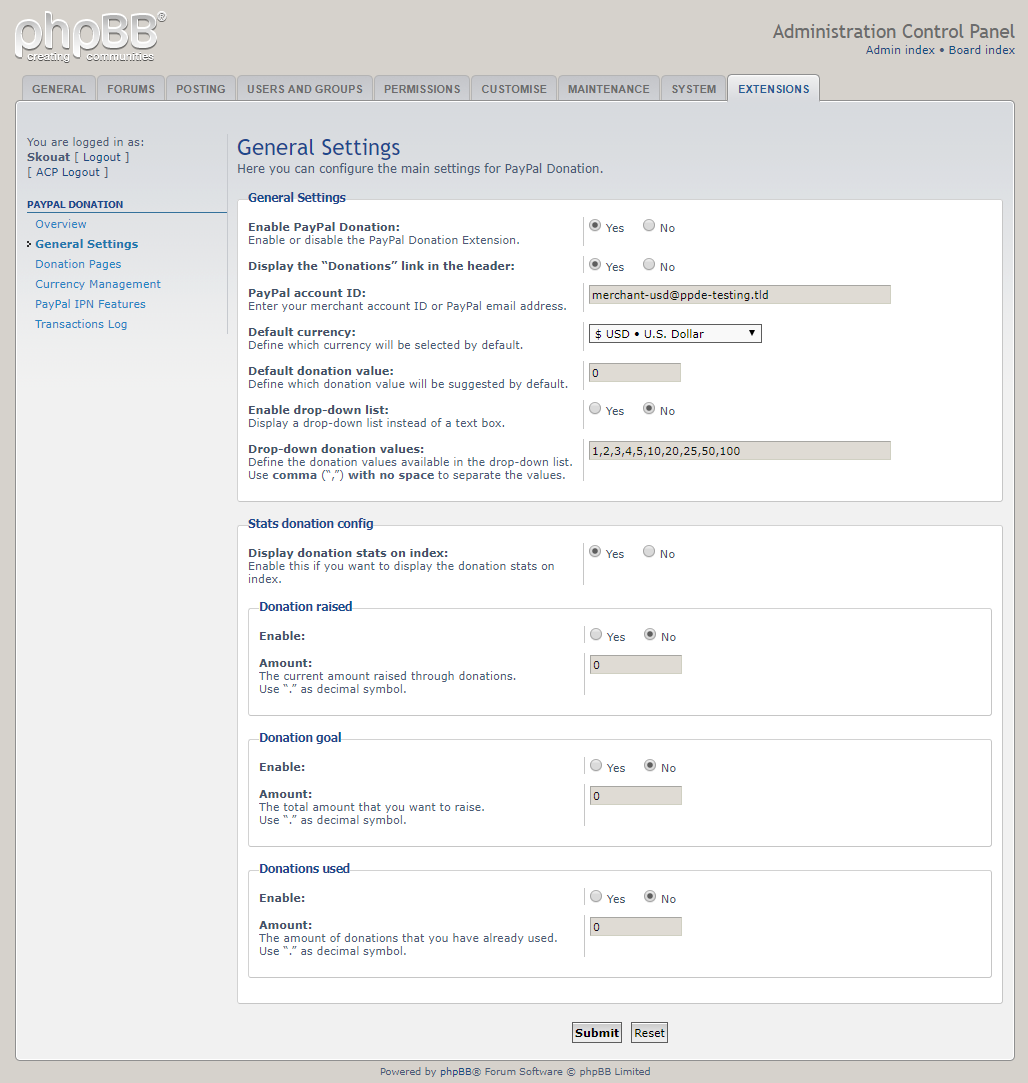 phpBB®
creating communities
Administration Control Panel
Admin index • Board index
GENERAL FORUMS POSTING USERS AND GROUPS PERMISSIONS CUSTOMISE MAINTENANCE SYSTEM EXTENSIONS
You are logged in as:
Skouat [ Logout ]
[ ACP Logout ]
PAYPAL DONATION
Overview
General Settings
Donation Pages
Currency Management
PayPal IPN Features
Transactions Log
General Settings
Here you can configure the main settings for PayPal Donation.
General Settings
Enable PayPal Donation:
Enable or disable the PayPal Donation Extension.
Yes No
Display the “Donations” link in the header:
Yes No
PayPal account ID:
Enter your merchant account ID or PayPal email address.
merchant-usd@ppde-testing.tld
Default currency:
Define which currency will be selected by default.
$ USD • U.S. Dollar
Default donation value:
Define which donation value will be suggested by default.
0
Enable drop-down list:
Display a drop-down list instead of a text box.
Yes No
Drop-down donation values:
Define the donation values available in the drop-down list.
Use comma (“,”) with no space to separate the values.
1,2,3,4,5,10,20,25,50,100
Stats donation config
Display donation stats on index:
Enable this if you want to display the donation stats on
index.
Yes No
Donation raised
Enable:
Yes No
Amount:
The current amount raised through donations.
Use “.” as decimal symbol.
0
Donation goal
Enable:
Yes No
Amount:
The total amount that you want to raise.
Use “.” as decimal symbol.
0
Donations used
Enable:
Yes No
Amount:
The amount of donations that you have already used.
Use “.” as decimal symbol.
0
Submit Reset
Powered by phpBB® Forum Software © phpBB Limited